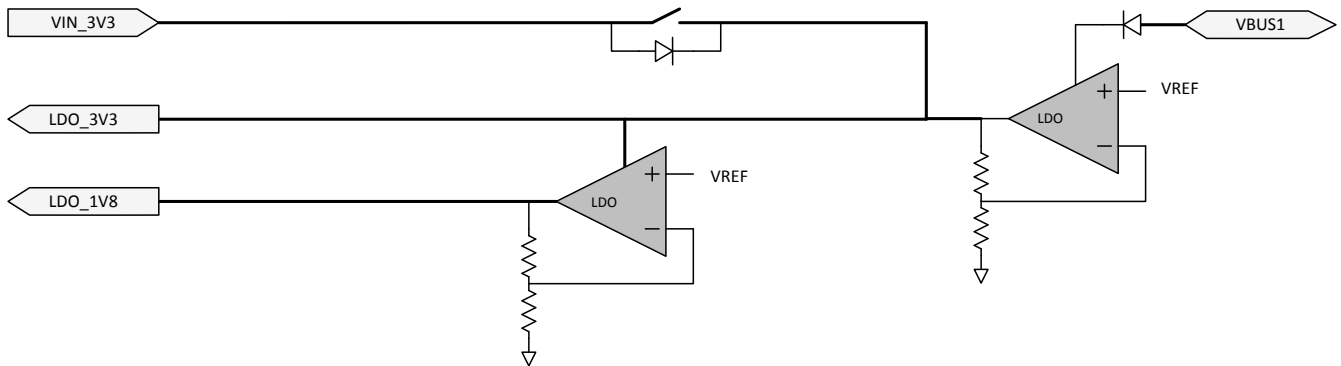 VIN_3V3
VBUS1
+
VREF
LDO
LDO_3V3
−
+
VREF
LDO_1V8
LDO
−